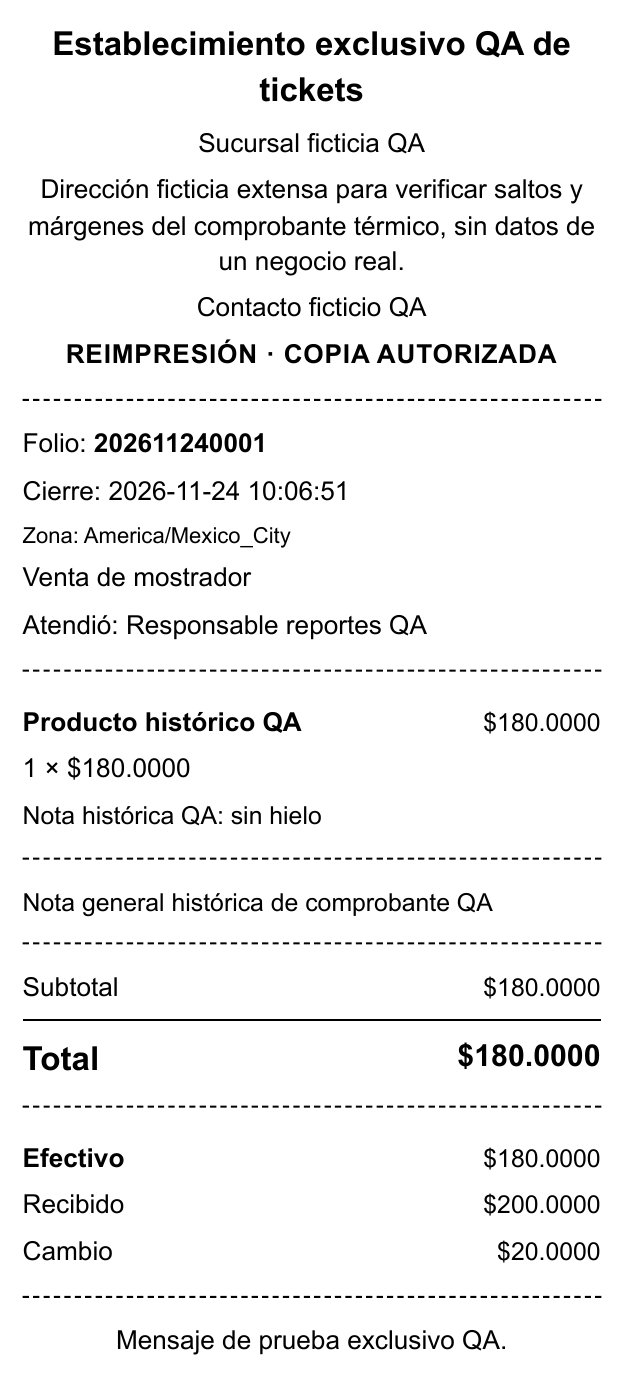 Establecimiento exclusivo QA de
tickets
Sucursal ficticia QA
Dirección ficticia extensa para verificar saltos y
márgenes del comprobante térmico, sin datos de
un negocio real.
Contacto ficticio QA
REIMPRESIÓN · COPIA AUTORIZADA
Folio: 202611240001
Cierre: 2026-11-24 10:06:51
Zona: America/Mexico_City
Venta de mostrador
Atendió: Responsable reportes QA
Producto histórico QA $180.0000
1 × $180.0000
Nota histórica QA: sin hielo
Nota general histórica de comprobante QA
Subtotal $180.0000
Total $180.0000
Efectivo $180.0000
Recibido $200.0000
Cambio $20.0000
Mensaje de prueba exclusivo QA.